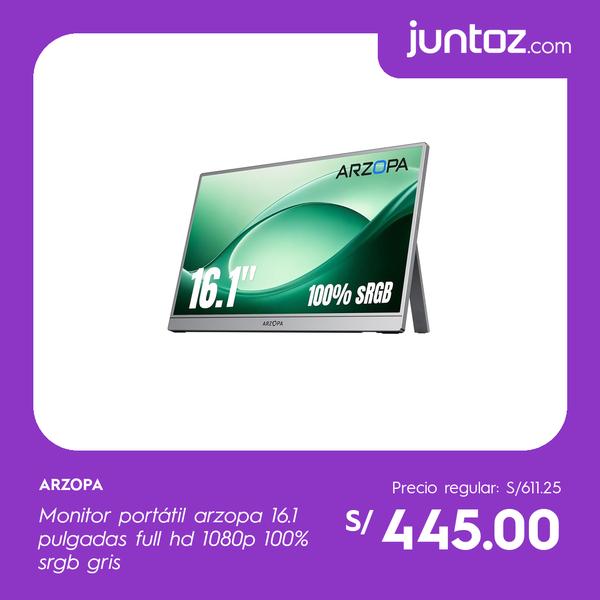 juntoz.com
ARZOPA
16.1"
100% sRGB
ARZOPA
ARZOPA
Monitor portátil arzopa 16.1
pulgadas full hd 1080p 100%
srgb gris
Precio regular: S/611.25
S/ 445.00